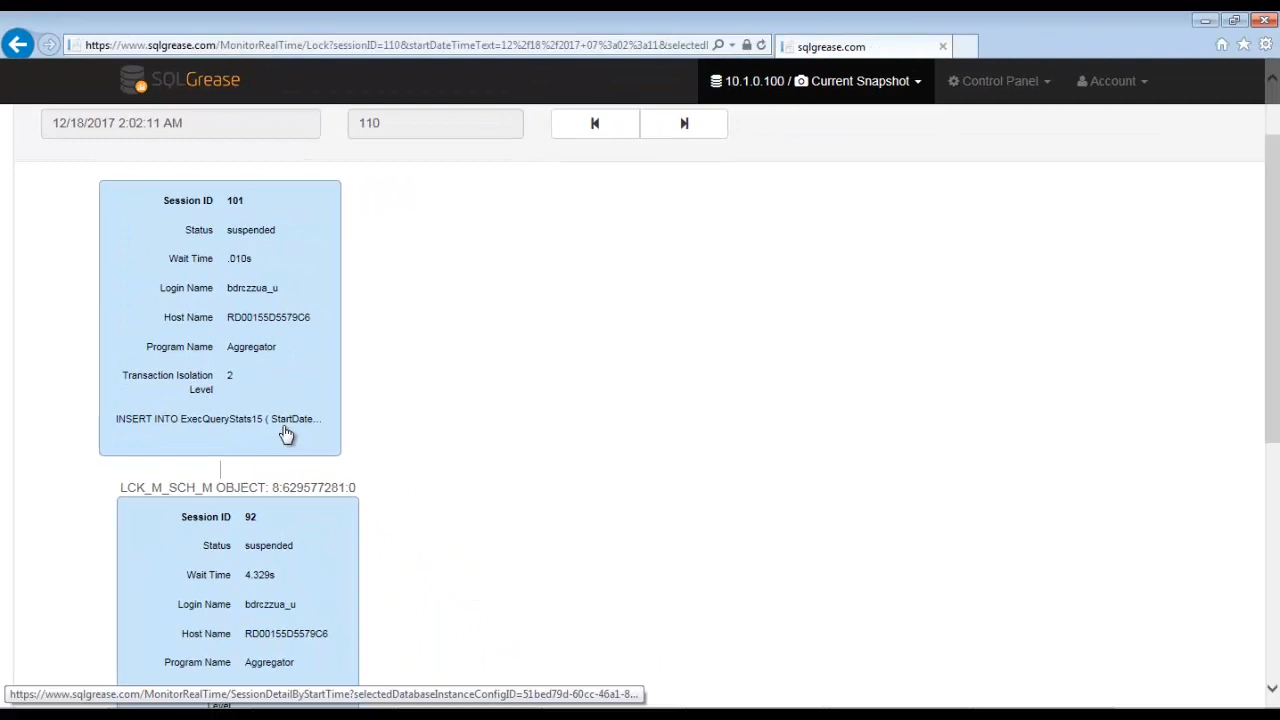 https://www.sqlgrease.com/MonitorRealTime/Lock?sessionID=110&startDateTimeText=12%2f18%2f2017+07%3a02%3a11&selectedI
sqlgrease.com
SQLGrease
10.1.0.100 / Current Snapshot
Control Panel
Account
12/18/2017 2:02:11 AM
110
Session ID 101
Status suspended
Wait Time .010s
Login Name bdrczzua_u
Host Name RD00155D5579C6
Program Name Aggregator
Transaction Isolation Level 2
INSERT INTO ExecQueryStats15 ( StartDate...
LCK_M_SCH_M OBJECT: 8:629577281:0
Session ID 92
Status suspended
Wait Time 4.329s
Login Name bdrczzua_u
Host Name RD00155D5579C6
Program Name Aggregator
https://www.sqlgrease.com/MonitorRealTime/SessionDetailByStartTime?selectedDatabaseInstanceConfigID=51bed79d-60cc-46a1-8...
Level